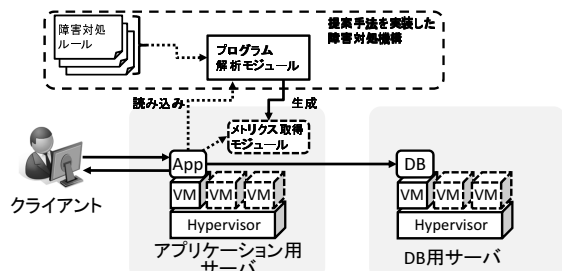 障害対処
ルール
プログラム
解析モジュール
提案手法を実装した
障害対処機構
読み込み
生成
メトリクス取得
モジュール
App
DB
VM VM VM
VM VM VM
Hypervisor
Hypervisor
クライアント
アプリケーション用
サーバ
DB用サーバ